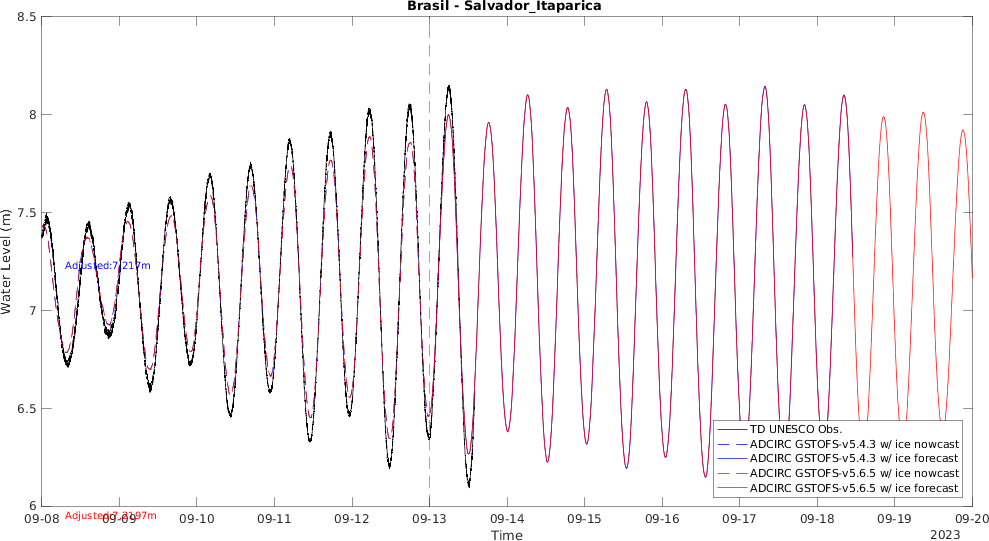 Brasil - Salvador_Itaparica
8.5
8
7.5
7
6.5
6
Water Level (m)
Adjusted:7.217m
Adjusted:7.2197m
TD UNESCO Obs.
ADCIRC GSTOFS-v5.4.3 w/ ice nowcast
ADCIRC GSTOFS-v5.4.3 w/ ice forecast
ADCIRC GSTOFS-v5.6.5 w/ ice nowcast
ADCIRC GSTOFS-v5.6.5 w/ ice forecast
09-08 09-09 09-10 09-11 09-12 09-13 09-14 09-15 09-16 09-17 09-18 09-19 09-20
Time
2023